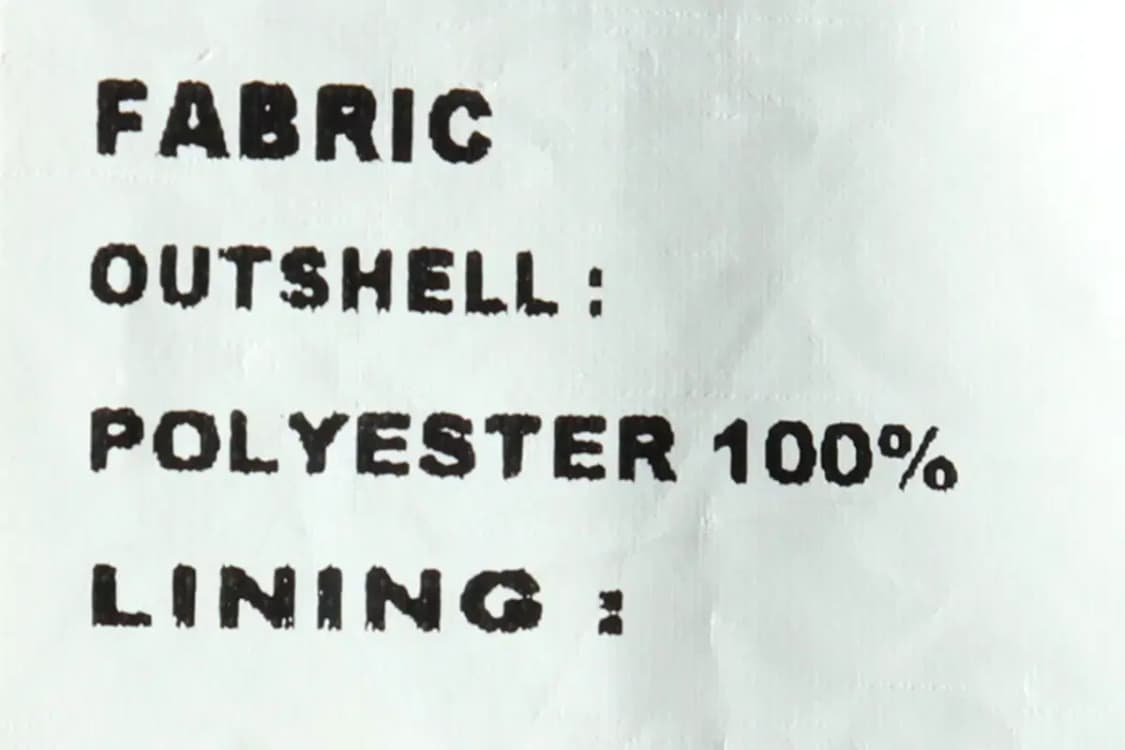 FABRIC
OUTSHELL :
POLYESTER 100%
LINING :